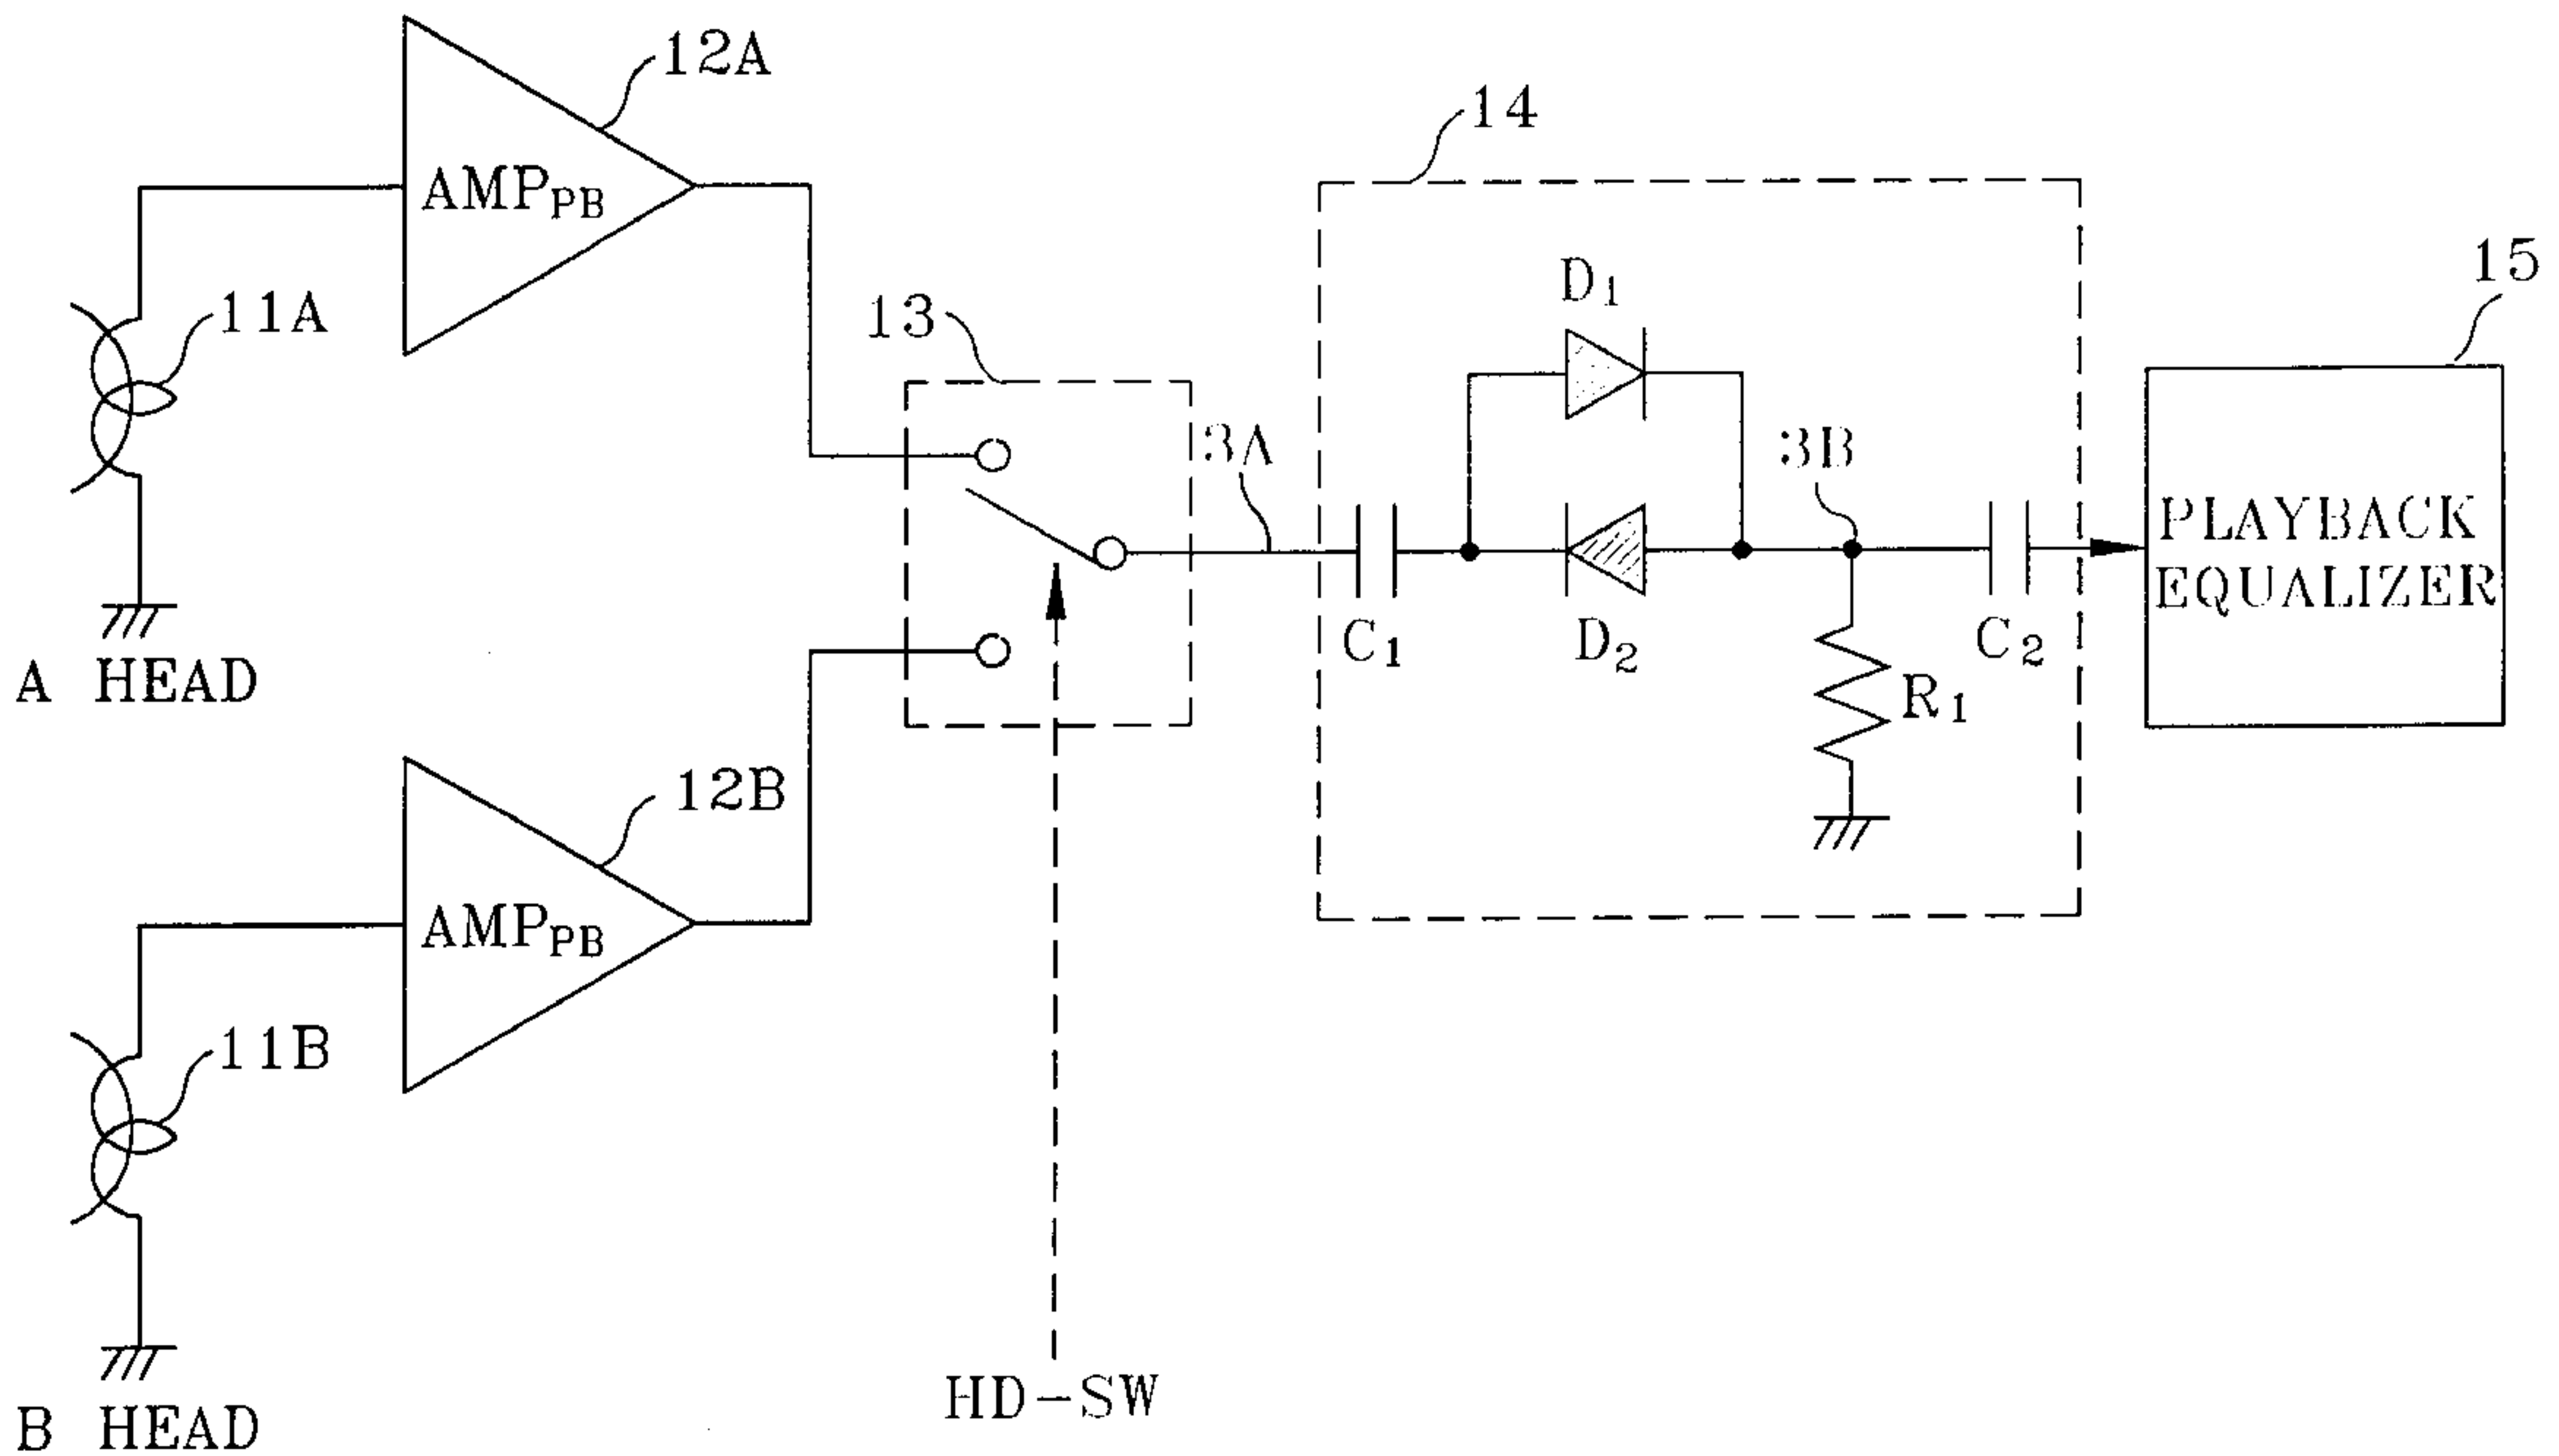 12A
AMPPB
11A
A HEAD
13
3A
14
D1
C1
D2
3B
R1
C2
15
PLAYBACK
EQUALIZER
12B
AMPPB
11B
B HEAD
HD-SW